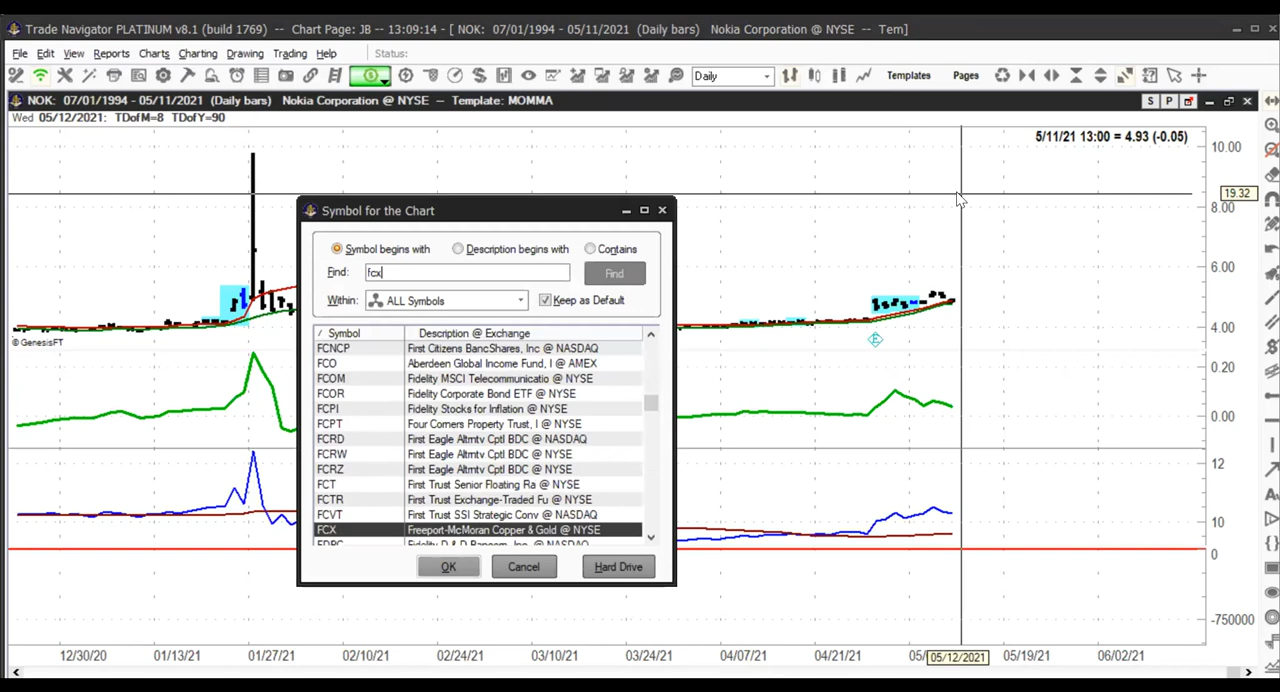 Trade Navigator PLATINUM v8.1 (build 1769) -- Chart Page: JB -- 13:09:14 - [ NOK: 07/01/1994 - 05/11/2021 (Daily bars) Nokia Corporation @ NYSE -- Tem]
File Edit View Reports Charts Charting Drawing Trading Help Status:
Daily Templates Pages
NOK: 07/01/1994 - 05/11/2021 (Daily bars) Nokia Corporation @ NYSE -- Template: MOMMA S P
Wed 05/12/2021: TDofM=8 TDofY=90
5/11/21 13:00 = 4.93 (-0.05)
10.00
19.32
8.00
6.00
4.00
© GenesisFT
E
0.20
0.00
12
10
0
-750000
Symbol for the Chart
Symbol begins with Description begins with Contains
Find: fcx Find
Within: ALL Symbols Keep as Default
/ Symbol Description @ Exchange
FCNCP First Citizens BancShares, Inc @ NASDAQ
FCO Aberdeen Global Income Fund, I @ AMEX
FCOM Fidelity MSCI Telecommunicatio @ NYSE
FCOR Fidelity Corporate Bond ETF @ NYSE
FCPI Fidelity Stocks for Inflation @ NYSE
FCPT Four Corners Property Trust, I @ NYSE
FCRD First Eagle Altrntv Cptl BDC @ NASDAQ
FCRW First Eagle Altrntv Cptl BDC @ NYSE
FCRZ First Eagle Altrntv Cptl BDC @ NYSE
FCT First Trust Senior Floating Ra @ NYSE
FCTR First Trust Exchange-Traded Fu @ NYSE
FCVT First Trust SSI Strategic Conv @ NASDAQ
FCX Freeport-McMoran Copper & Gold @ NYSE
OK Cancel Hard Drive
12/30/20 01/13/21 01/27/21 02/10/21 02/24/21 03/10/21 03/24/21 04/07/21 04/21/21 05/ 05/12/2021 05/19/21 06/02/21